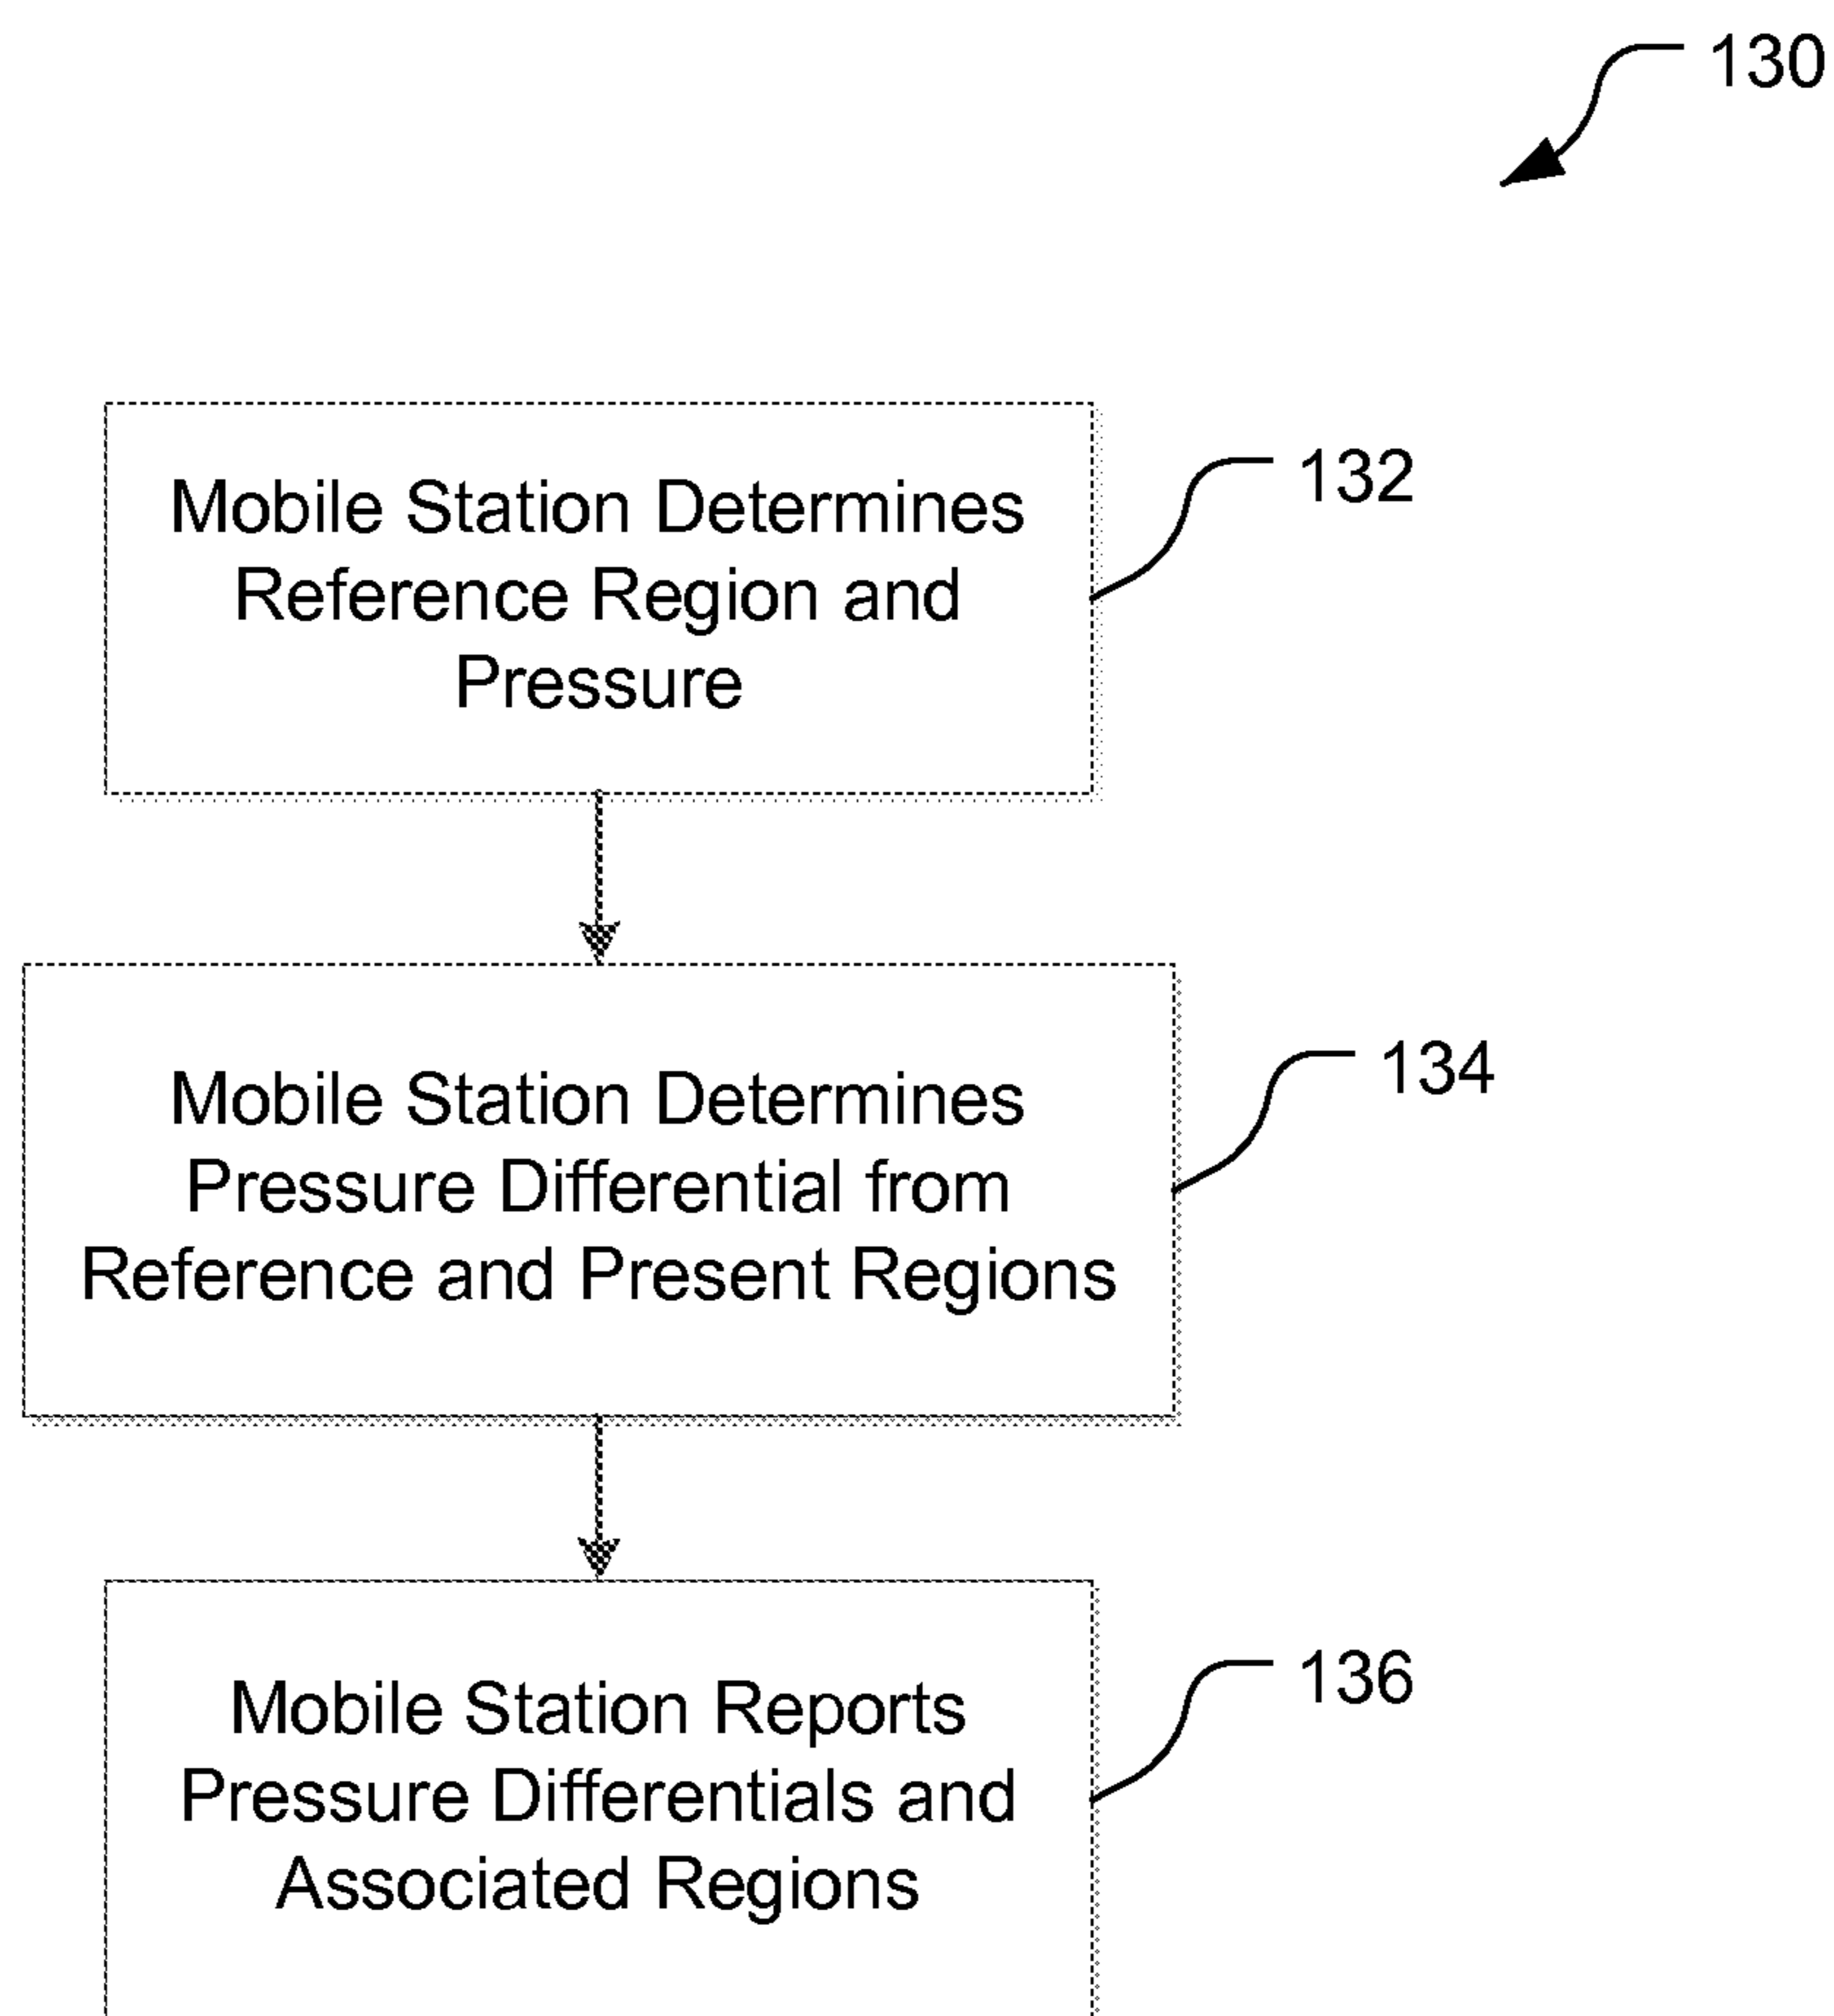 130
Mobile Station Determines
Reference Region and
Pressure
132
Mobile Station Determines
Pressure Differential from
Reference and Present Regions
134
Mobile Station Reports
Pressure Differentials and
Associated Regions
136